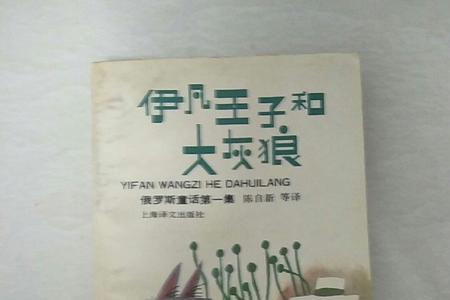 伊凡王子和
大灰狼
YIFAN WANGZI HE DAHUILANG
俄罗斯童话第一集 陈自新 等译
上海译文出版社